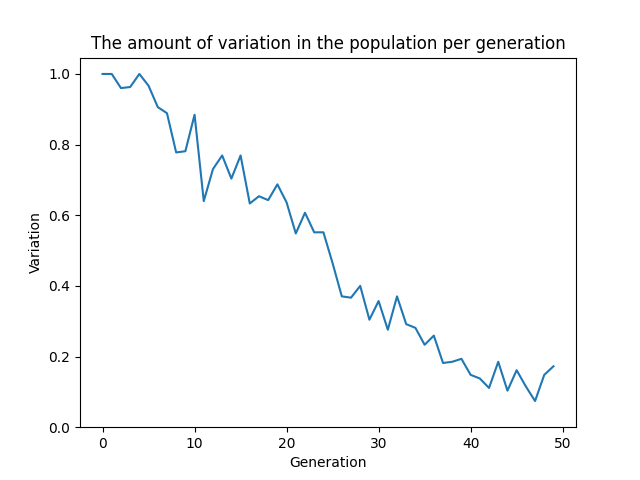 The amount of variation in the population per generation
1.0
0.8
0.6
0.4
0.2
0.0
Variation
0 10 20 30 40 50
Generation